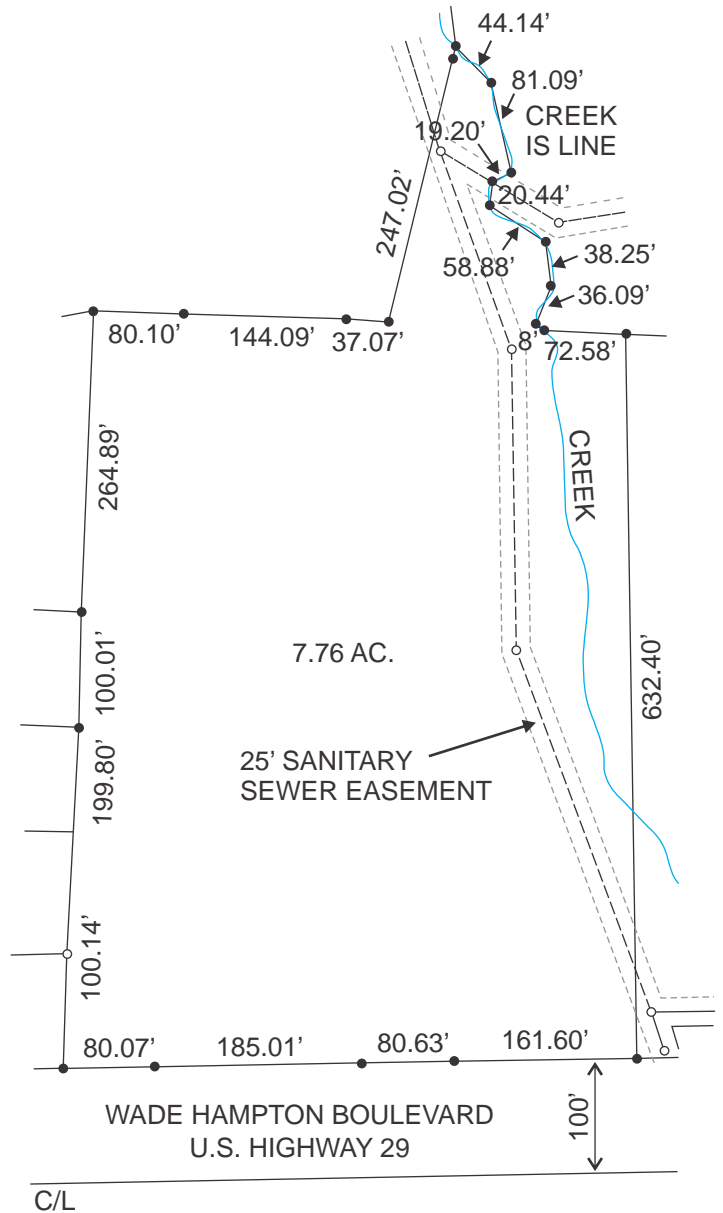 44.14’
81.09’
CREEK
IS LINE
19.20’
20.44’
247.02’
58.88’
38.25’
36.09’
80.10’
144.09’
37.07’
8’
72.58’
264.89’
CREEK
100.01’
7.76 AC.
632.40’
25’ SANITARY
SEWER EASEMENT
199.80’
100.14’
80.07’
185.01’
80.63’
161.60’
WADE HAMPTON BOULEVARD
U.S. HIGHWAY 29
100’
C/L